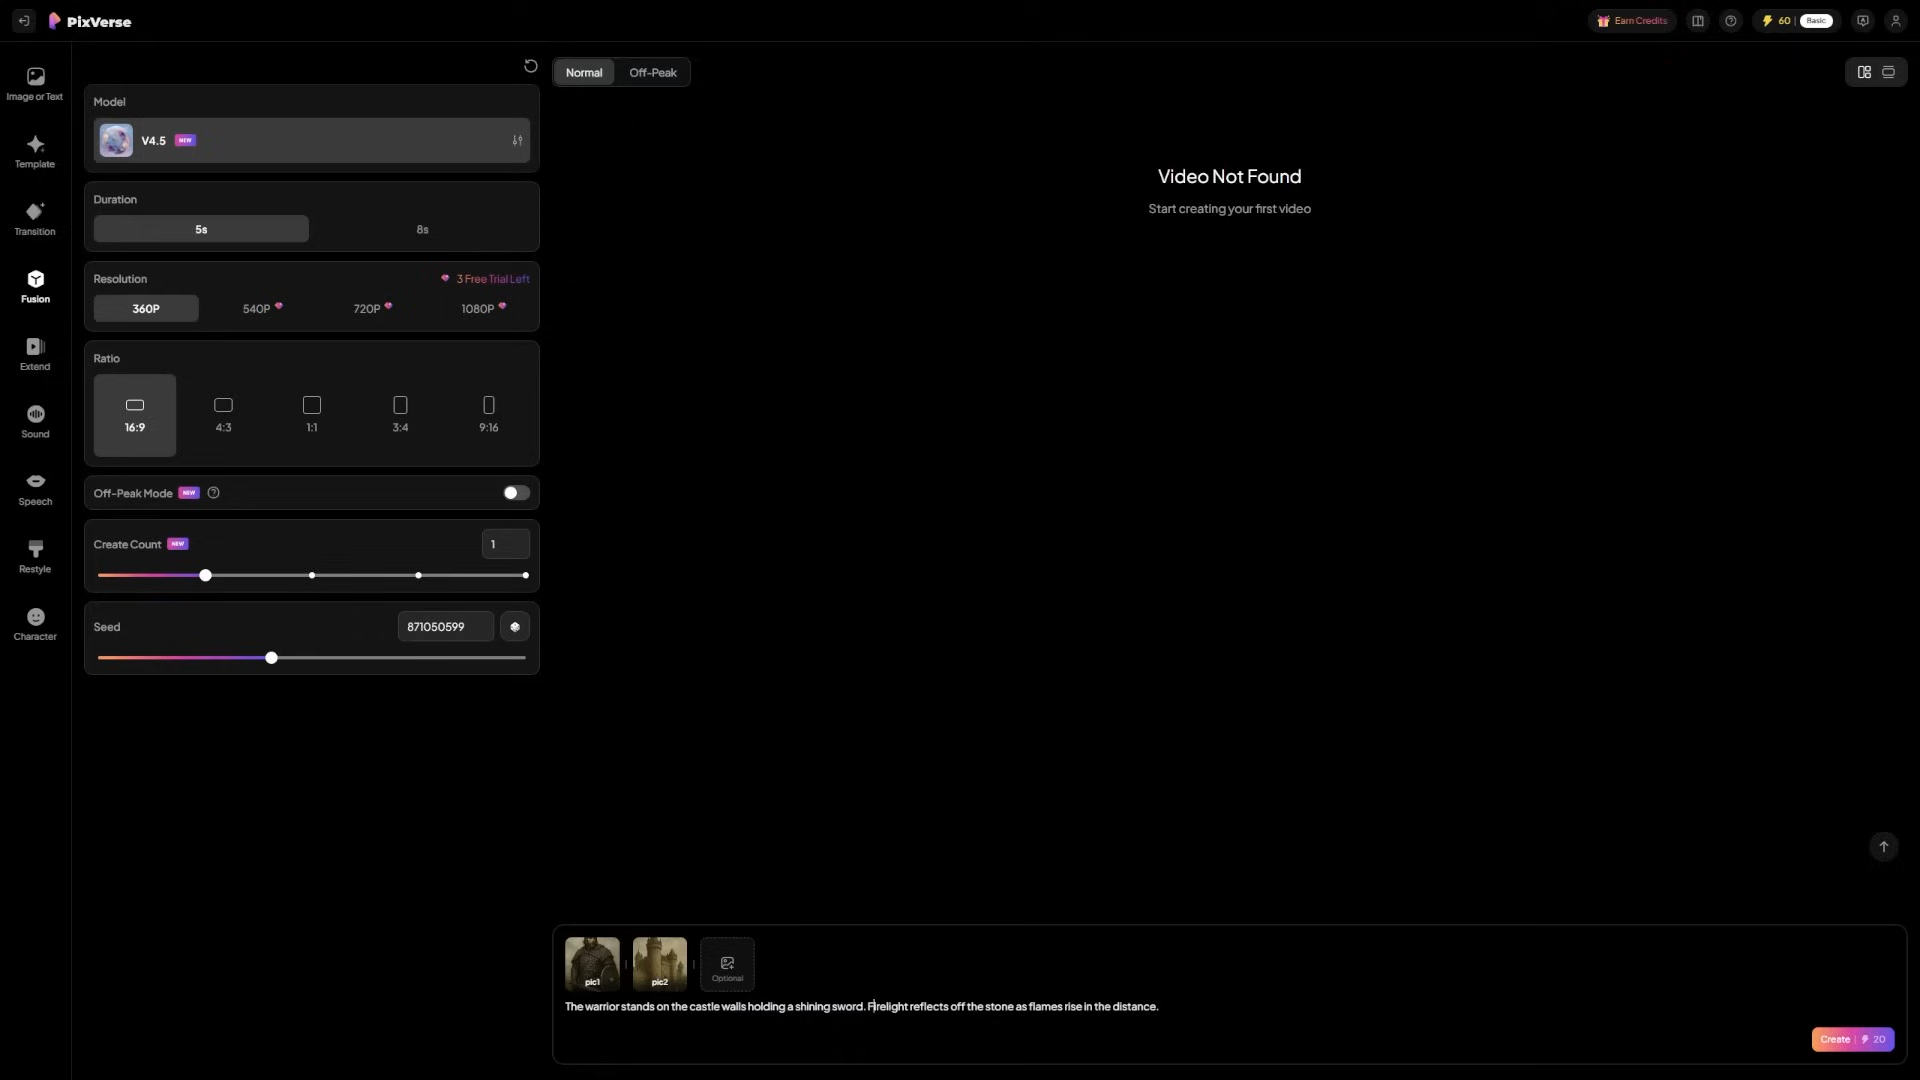 PixVerse
Earn Credits
60 | Basic
Image or Text
Template
Transition
Fusion
Extend
Sound
Speech
Restyle
Character
Model
V4.5 NEW
Duration
5s 8s
Resolution 3 Free Trial Left
360P 540P 720P 1080P
Ratio
16:9 4:3 1:1 3:4 9:16
Off-Peak Mode NEW
Create Count NEW 1
Seed 871050599
Normal Off-Peak
Video Not Found
Start creating your first video
pic1 pic2 Optional
The warrior stands on the castle walls holding a shining sword. Firelight reflects off the stone as flames rise in the distance.
Create | 20